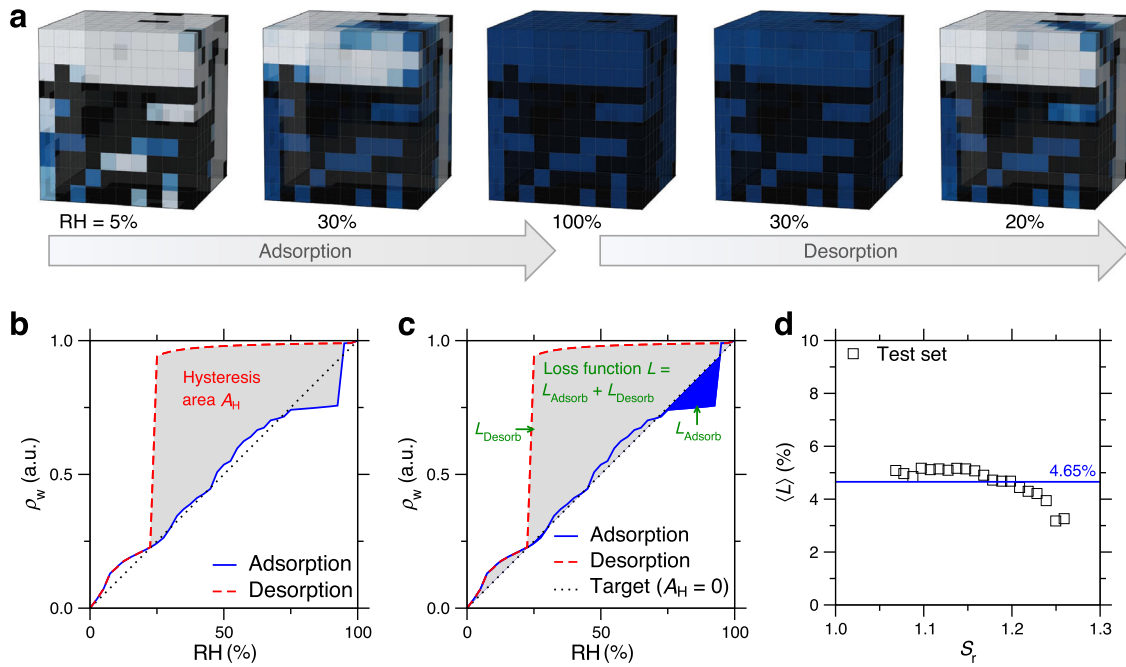 a
RH = 5%
30%
100%
30%
20%
Adsorption
Desorption
b
1.0
0.5
0.0
ρw (a.u.)
Hysteresis
area AH
Adsorption
Desorption
0
50
100
RH (%)
c
1.0
0.5
0.0
ρw (a.u.)
Loss function L =
LAdsorb + LDesorb
LDesorb
LAdsorb
Adsorption
Desorption
Target (AH = 0)
0
50
100
RH (%)
d
10
8
6
4
2
0
⟨L⟩ (%)
Test set
4.65%
1.0
1.1
1.2
1.3
Sr